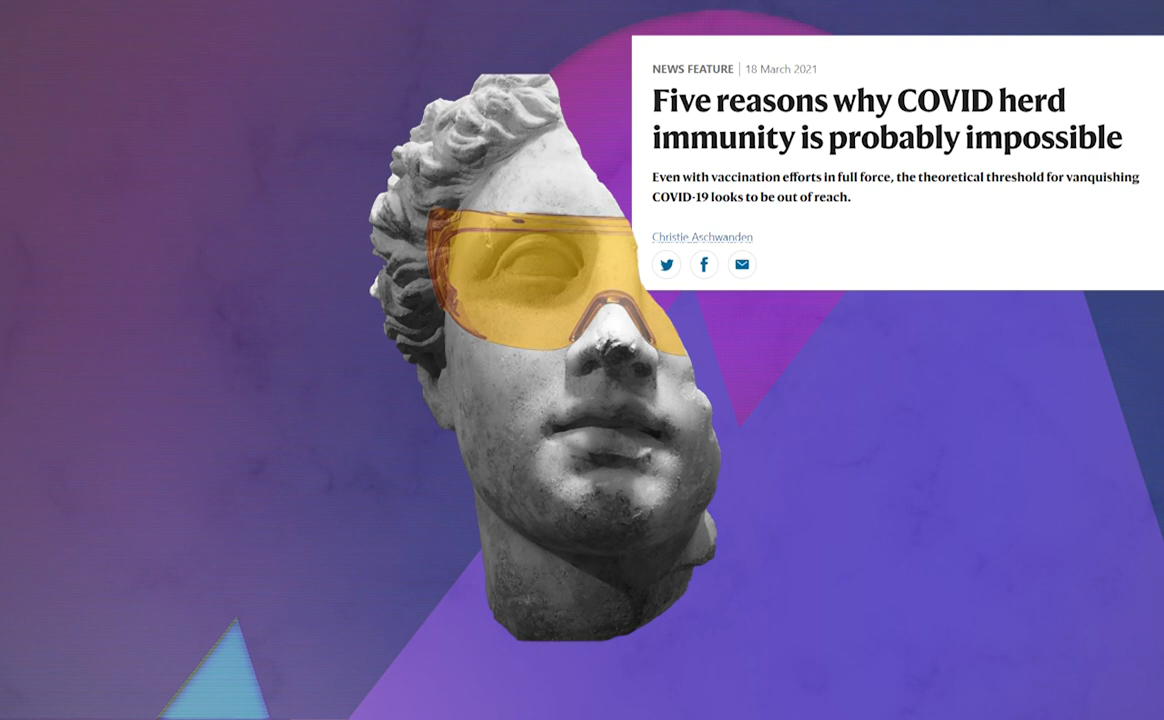 NEWS FEATURE | 18 March 2021
Five reasons why COVID herd
immunity is probably impossible
Even with vaccination efforts in full force, the theoretical threshold for vanquishing
COVID-19 looks to be out of reach.
Christie Aschwanden